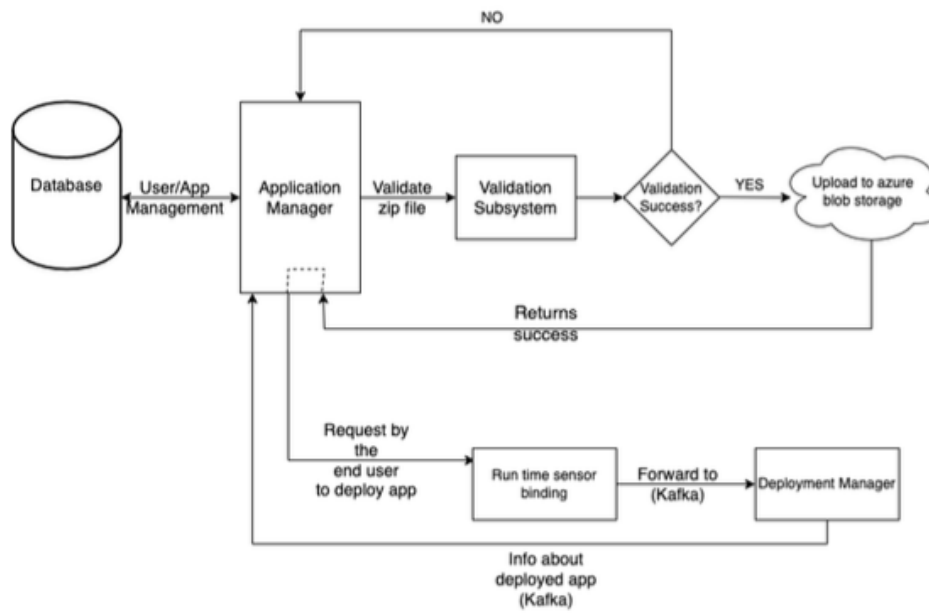 NO
Database
User/App
Management
Application
Manager
Validate
zip file
Validation
Subsystem
Validation
Success?
YES
Upload to azure
blob storage
Returns
success
Request by
the
end user
to deploy app
Run time sensor
binding
Forward to
(Kafka)
Deployment Manager
Info about
deployed app
(Kafka)